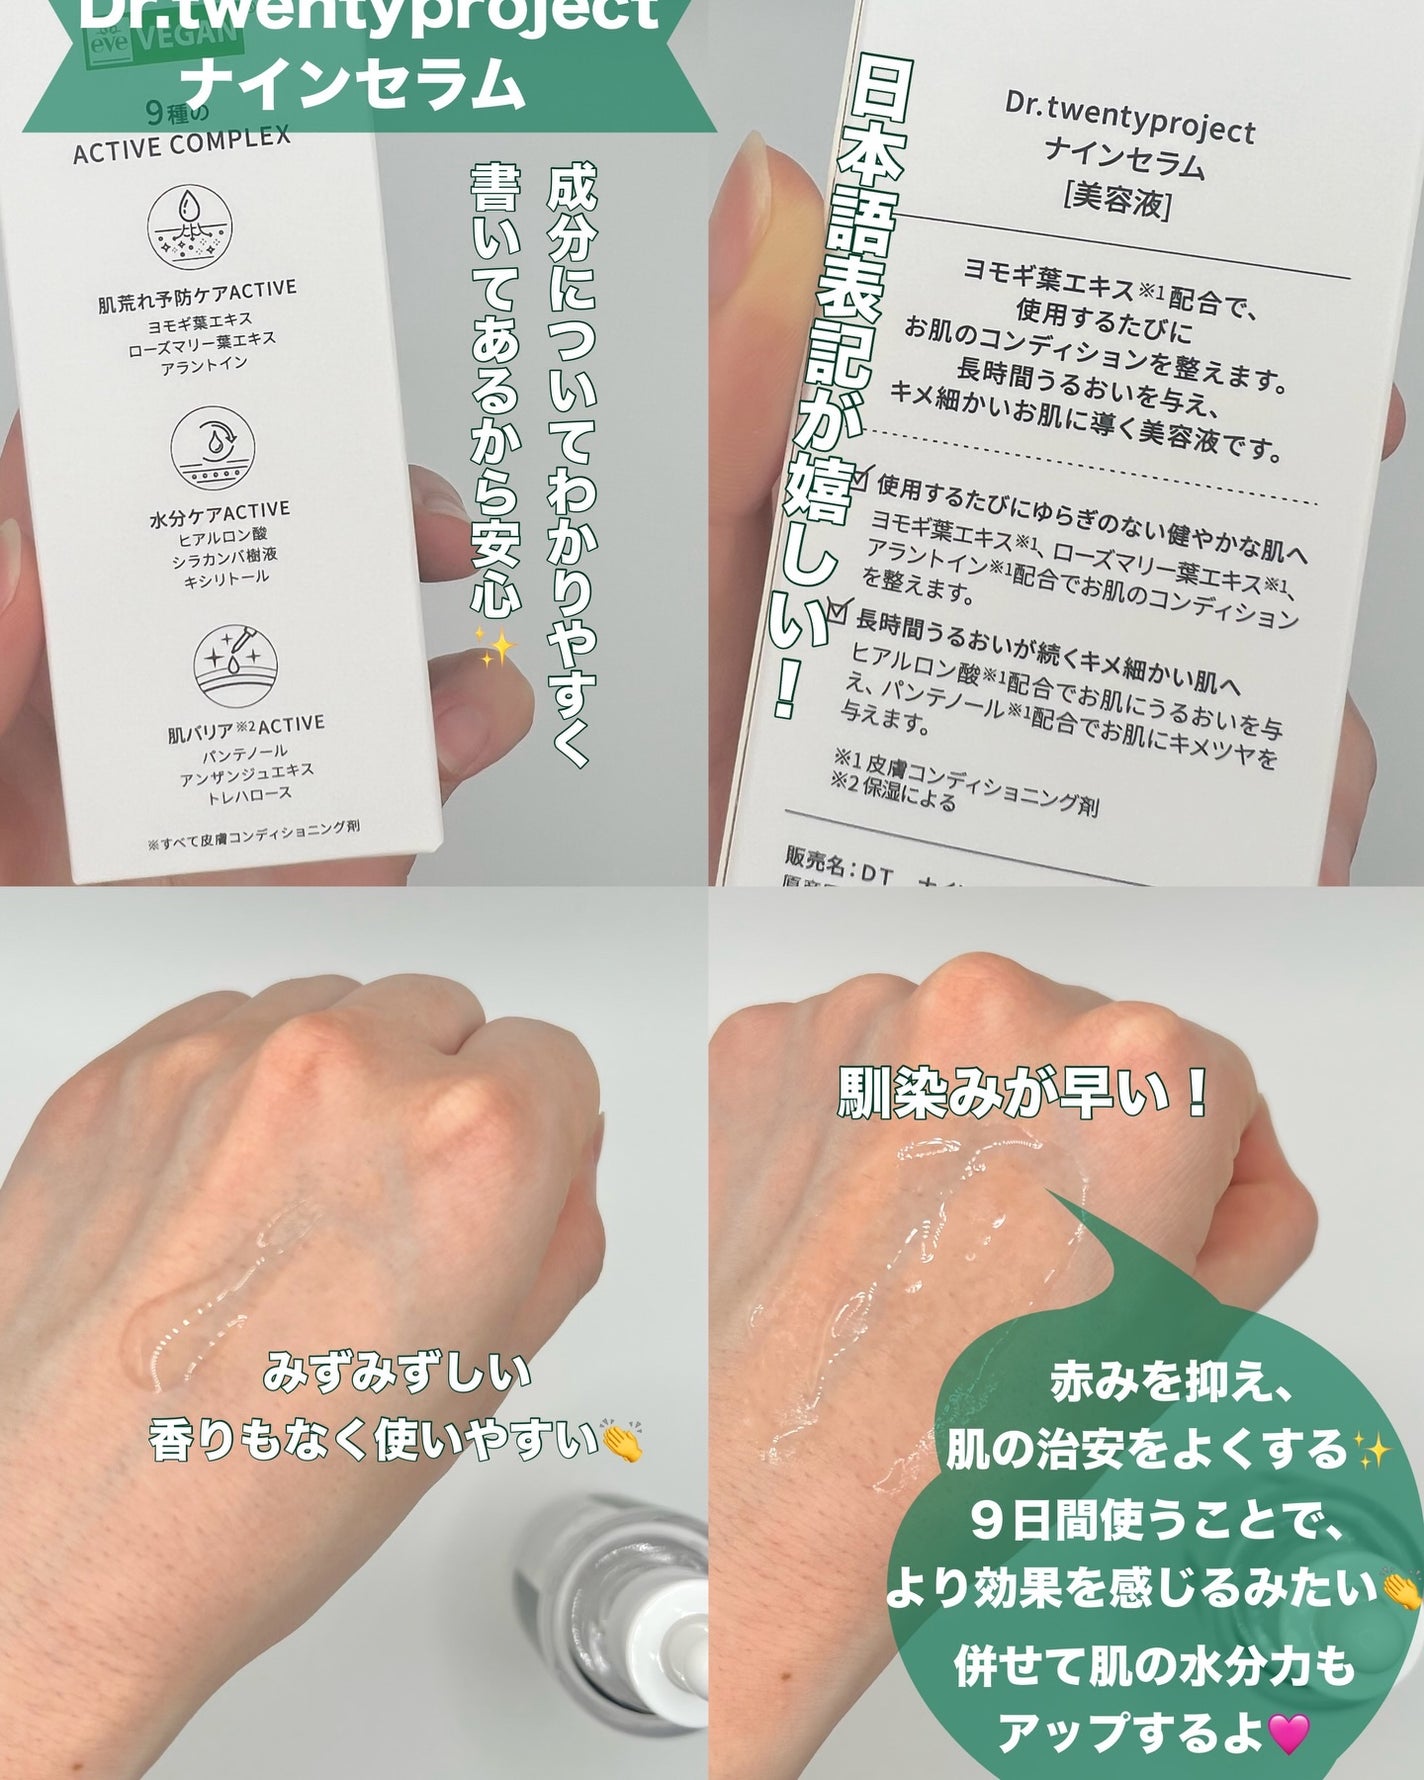 Dr.twentyproject
ナインセラム
eve VEGAN
9種の
ACTIVE COMPLEX
肌荒れ予防ケアACTIVE
ヨモギ葉エキス
ローズマリー葉エキス
アラントイン
水分ケアACTIVE
ヒアルロン酸
シラカンバ樹液
キシリトール
肌バリア※2ACTIVE
パンテノール
アンザンジュエキス
トレハロース
※すべて皮膚コンディショニング剤
成分についてわかりやすく
書いてあるから安心✨
日本語表記が嬉しい！
Dr.twentyproject
ナインセラム
[美容液]
ヨモギ葉エキス※1配合で、
使用するたびに
お肌のコンディションを整えます。
長時間うるおいを与え、
キメ細かいお肌に導く美容液です。
使用するたびにゆらぎのない健やかな肌へ
ヨモギ葉エキス※1、ローズマリー葉エキス※1、
アラントイン※1配合でお肌のコンディション
を整えます。
長時間うるおいが続くキメ細かい肌へ
ヒアルロン酸※1配合でお肌にうるおいを与
え、パンテノール※1配合でお肌にキメツヤを
与えます。
※1 皮膚コンディショニング剤
※2 保湿による
販売名：DT
みずみずしい
香りもなく使いやすい👏
馴染みが早い！
赤みを抑え、
肌の治安をよくする✨
９日間使うことで、
より効果を感じるみたい👏
併せて肌の水分力も
アップするよ💗